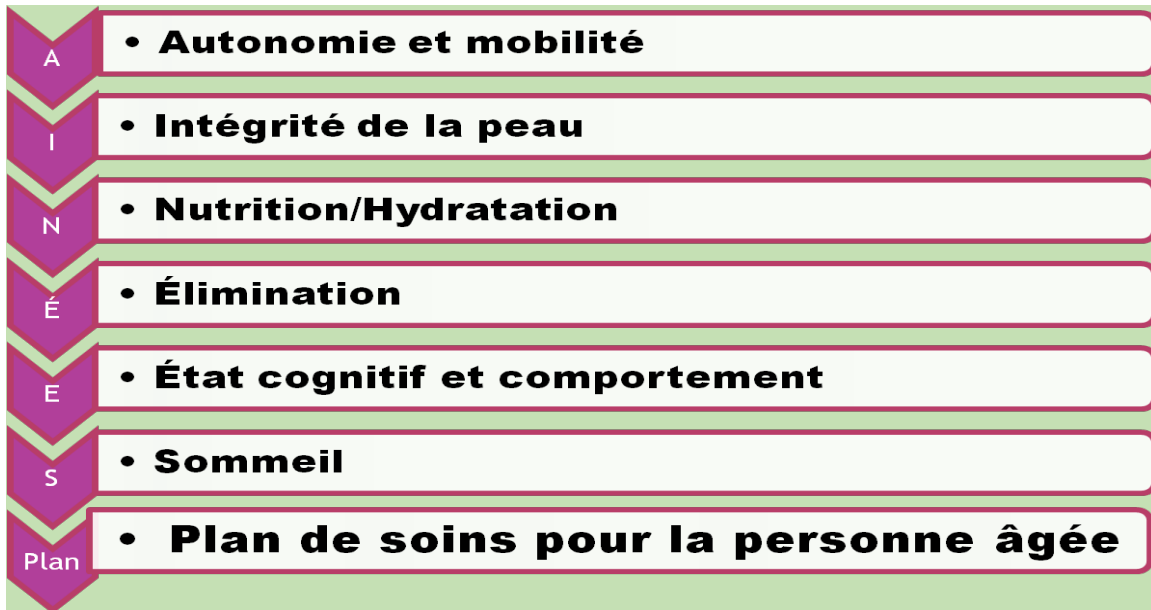 A • Autonomie et mobilité
I • Intégrité de la peau
N • Nutrition/Hydratation
É • Élimination
E • État cognitif et comportement
S • Sommeil
Plan • Plan de soins pour la personne âgée